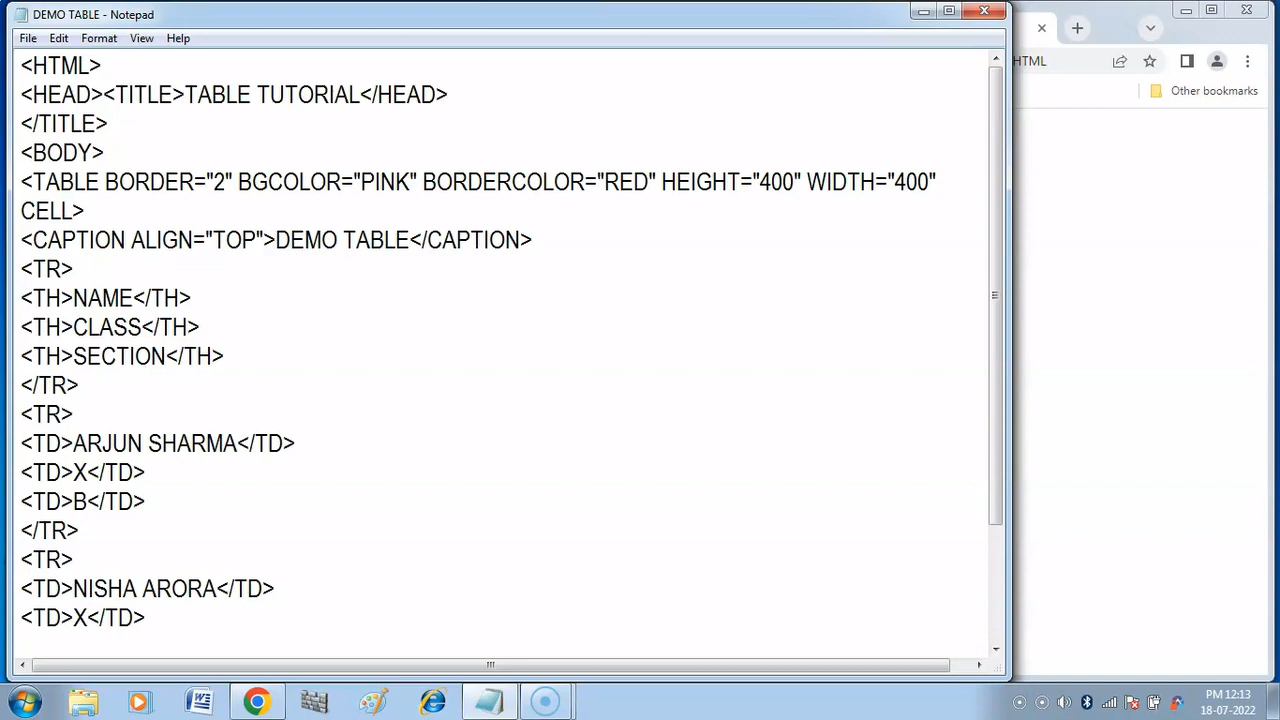 DEMO TABLE - Notepad
File Edit Format View Help
<HTML>
<HEAD><TITLE>TABLE TUTORIAL</HEAD>
</TITLE>
<BODY>
<TABLE BORDER="2" BGCOLOR="PINK" BORDERCOLOR="RED" HEIGHT="400" WIDTH="400"
CELL>
<CAPTION ALIGN="TOP">DEMO TABLE</CAPTION>
<TR>
<TH>NAME</TH>
<TH>CLASS</TH>
<TH>SECTION</TH>
</TR>
<TR>
<TD>ARJUN SHARMA</TD>
<TD>X</TD>
<TD>B</TD>
</TR>
<TR>
<TD>NISHA ARORA</TD>
<TD>X</TD>
HTML
Other bookmarks
PM 12:13
18-07-2022